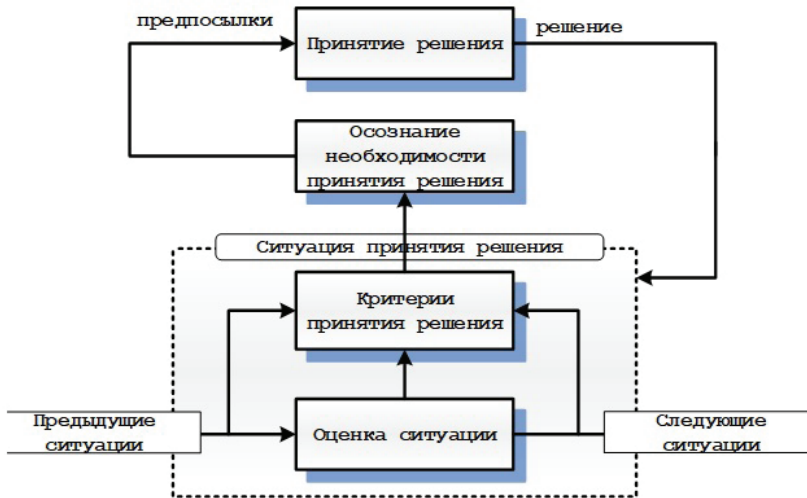 предпосылки
Принятие решения
решение
Осознание
необходимости
принятия решения
Ситуация принятия решения
Критерии
принятия решения
Предыдущие
ситуации
Оценка ситуации
Следующие
ситуации